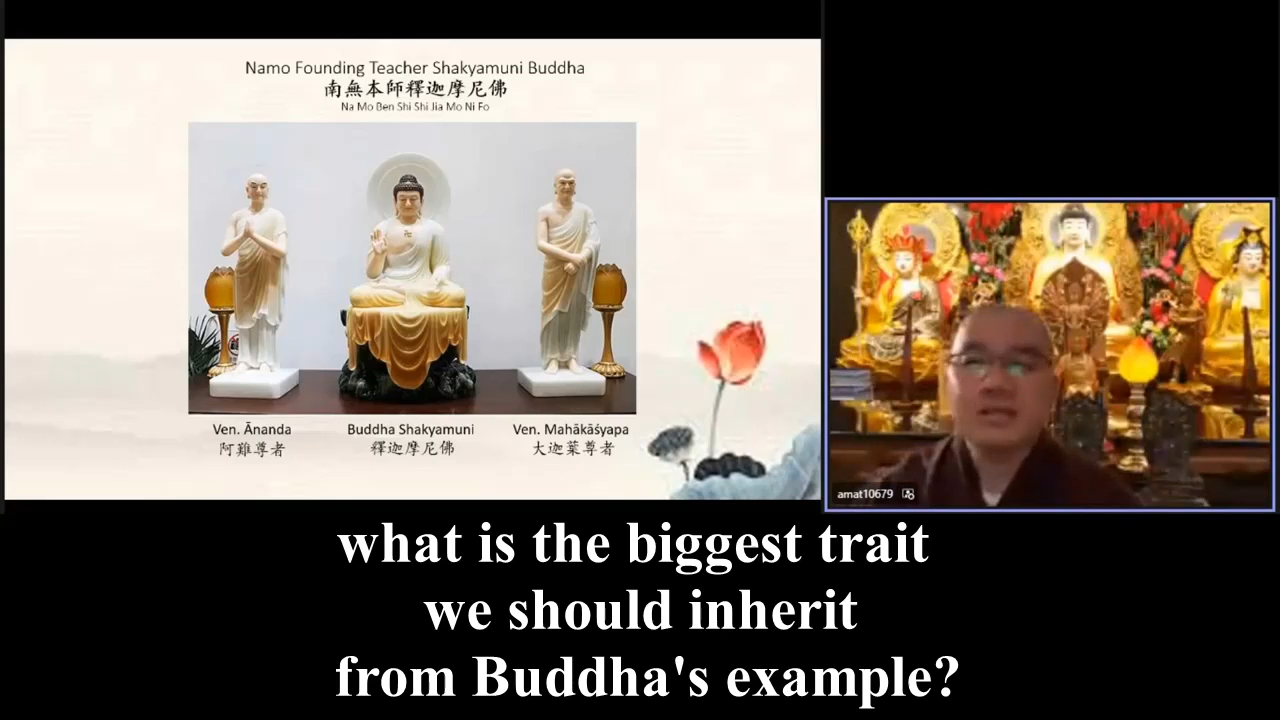 Namo Founding Teacher Shakyamuni Buddha
南無本師釋迦摩尼佛
Na Mo Ben Shi Shi Jia Mo Ni Fo
Ven. Ānanda
阿難尊者
Buddha Shakyamuni
釋迦摩尼佛
Ven. Mahākāśyapa
大迦葉尊者
amat10679
what is the biggest trait
we should inherit
from Buddha's example?